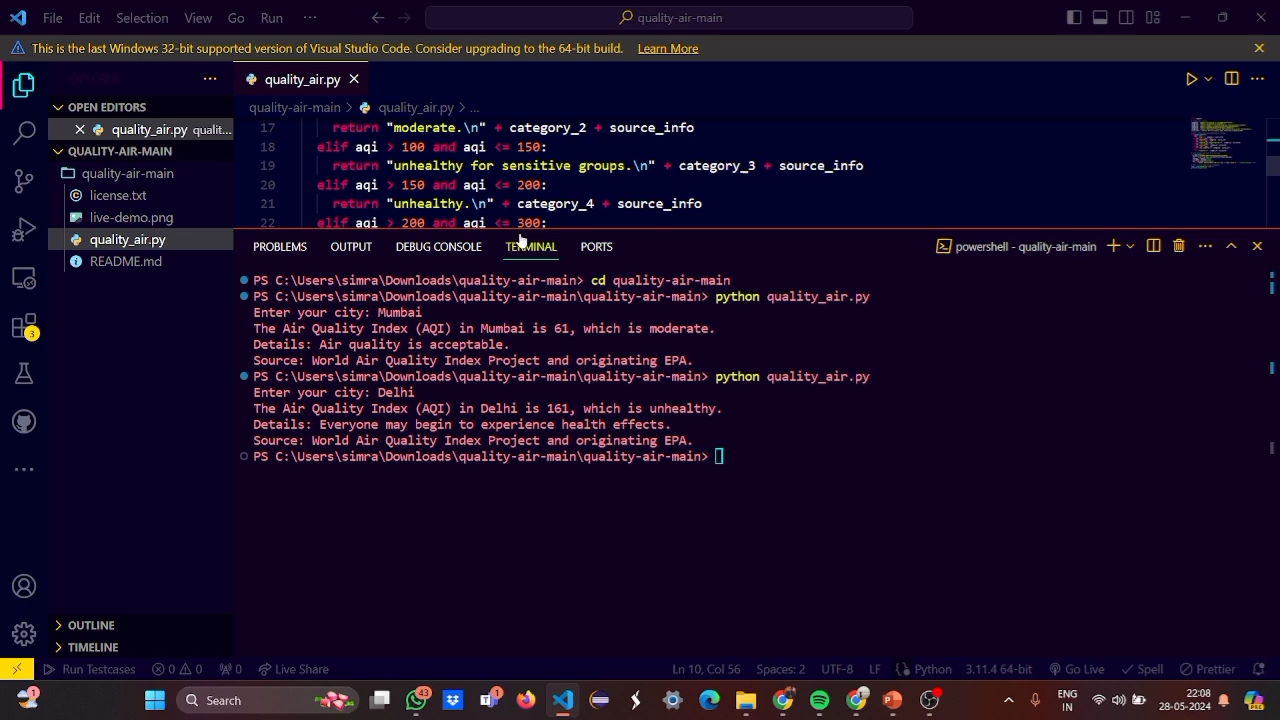 File Edit Selection View Go Run ··· quality-air-main
This is the last Windows 32-bit supported version of Visual Studio Code. Consider upgrading to the 64-bit build. Learn More
quality_air.py
OPEN EDITORS
quality_air.py qualit...
QUALITY-AIR-MAIN
quality-air-main
license.txt
live-demo.png
quality_air.py
README.md
OUTLINE
TIMELINE
quality-air-main > quality_air.py > ...
17 return "moderate.\n" + category_2 + source_info
18 elif aqi > 100 and aqi <= 150:
19 return "unhealthy for sensitive groups.\n" + category_3 + source_info
20 elif aqi > 150 and aqi <= 200:
21 return "unhealthy.\n" + category_4 + source_info
22 elif aqi > 200 and aqi <= 300:
PROBLEMS OUTPUT DEBUG CONSOLE TERMINAL PORTS powershell - quality-air-main
PS C:\Users\simra\Downloads\quality-air-main> cd quality-air-main
PS C:\Users\simra\Downloads\quality-air-main\quality-air-main> python quality_air.py
Enter your city: Mumbai
The Air Quality Index (AQI) in Mumbai is 61, which is moderate.
Details: Air quality is acceptable.
Source: World Air Quality Index Project and originating EPA.
PS C:\Users\simra\Downloads\quality-air-main\quality-air-main> python quality_air.py
Enter your city: Delhi
The Air Quality Index (AQI) in Delhi is 161, which is unhealthy.
Details: Everyone may begin to experience health effects.
Source: World Air Quality Index Project and originating EPA.
PS C:\Users\simra\Downloads\quality-air-main\quality-air-main>
3
Run Testcases 0 0 0 Live Share Ln 10, Col 56 Spaces: 2 UTF-8 LF Python 3.11.4 64-bit Go Live Spell Prettier
1 Search 43 1 ENG 22:08
IN 28-05-2024